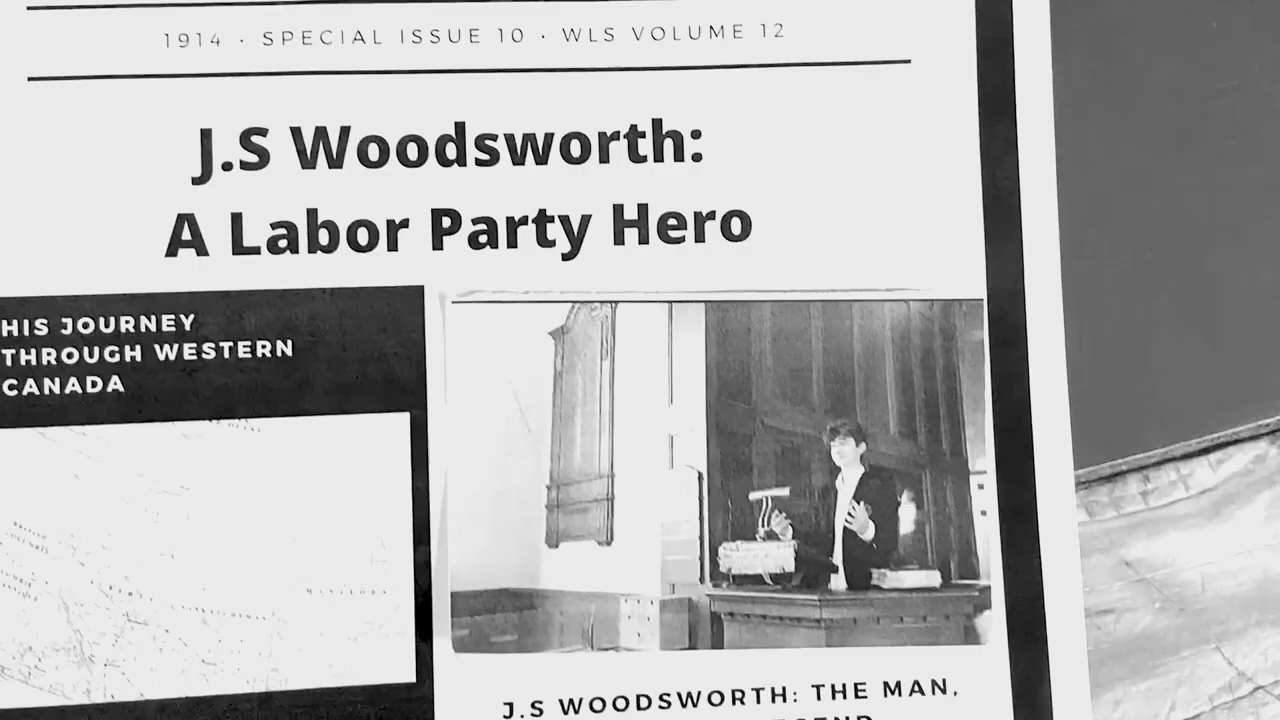 1914 · SPECIAL ISSUE 10 · WLS VOLUME 12
J.S Woodsworth:
A Labor Party Hero
HIS JOURNEY
THROUGH WESTERN
CANADA
MANITOBA
J.S WOODSWORTH: THE MAN,